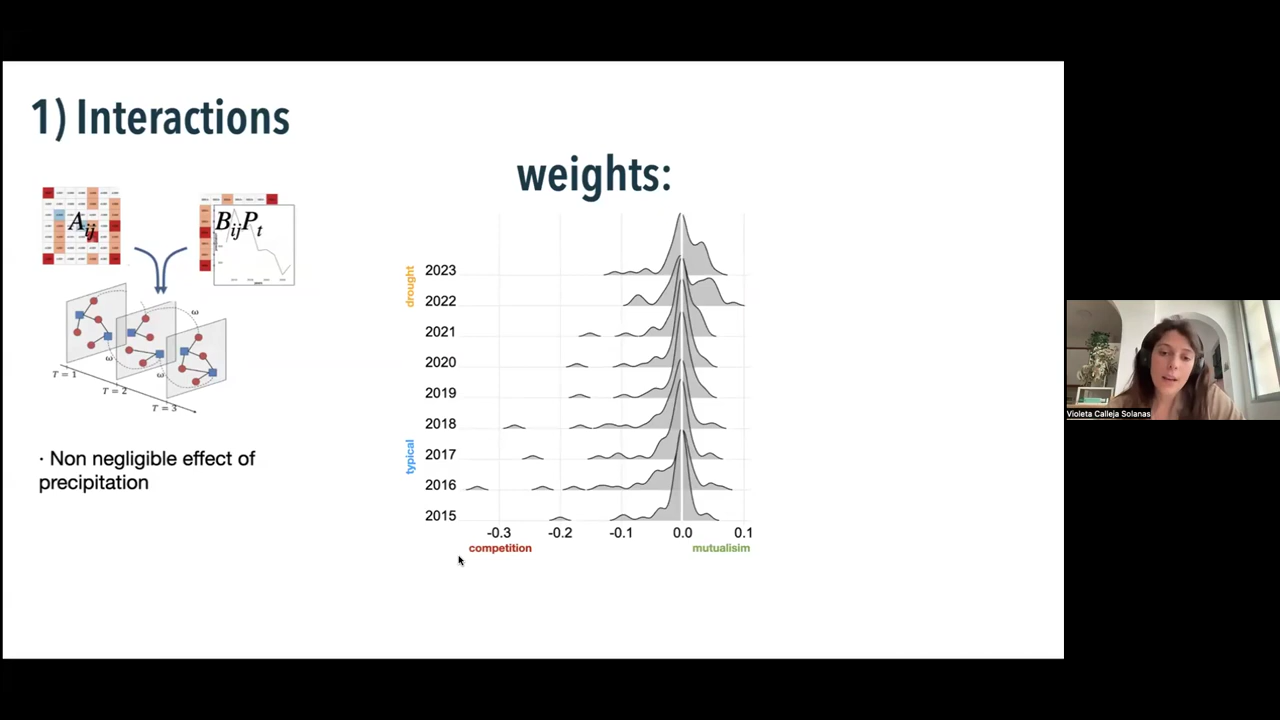 1) Interactions
weights:
A_ij
B_ijP_t
ω
ω
ω
T = 1
T = 2
T = 3
· Non negligible effect of
precipitation
drought
typical
2023
2022
2021
2020
2019
2018
2017
2016
2015
-0.3 -0.2 -0.1 0.0 0.1
competition mutualisim
Violeta Calleja Solanas